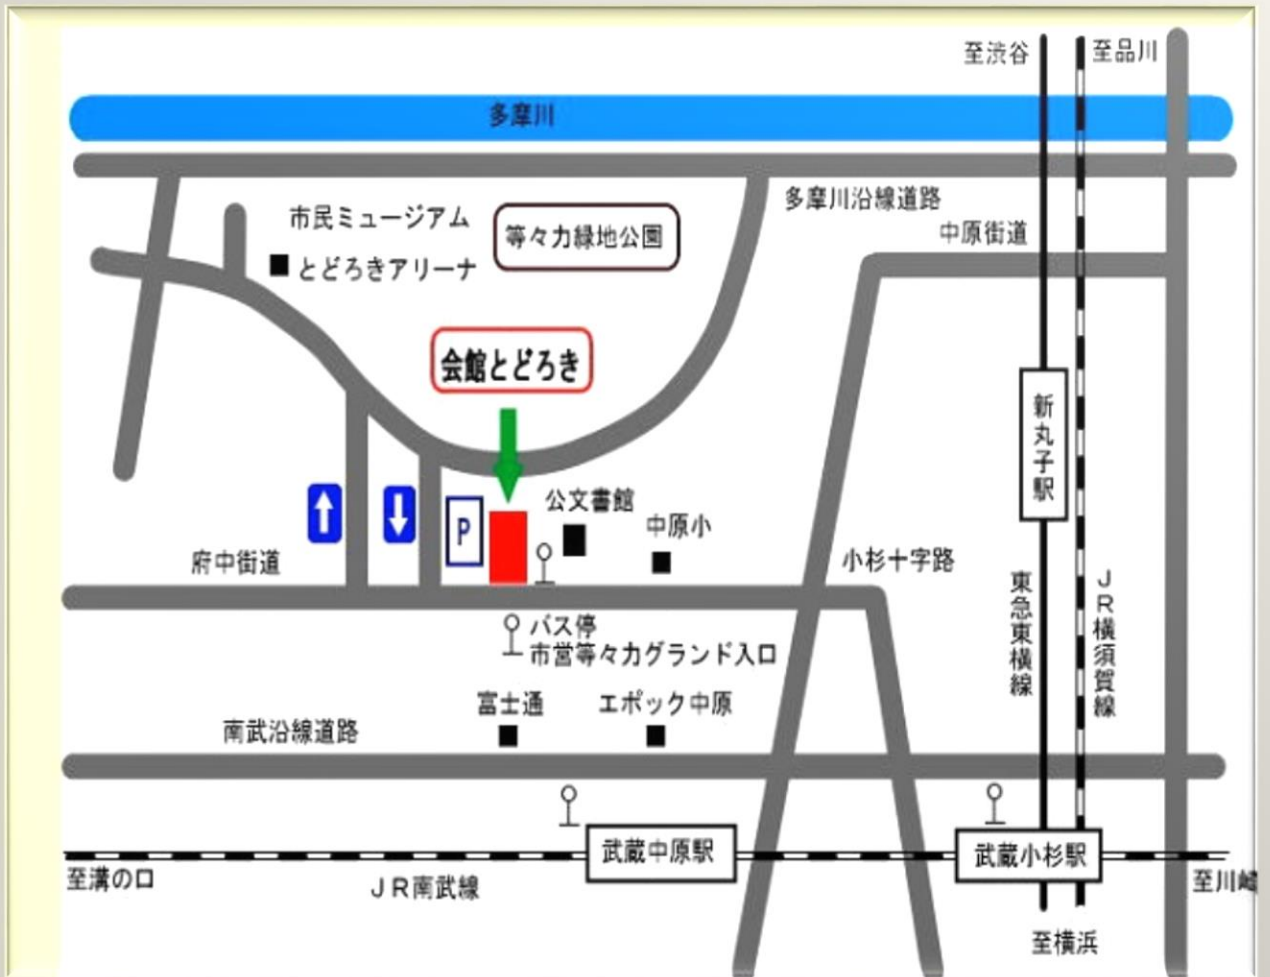 至渋谷
至品川
多摩川
多摩川沿線道路
市民ミュージアム
等々力緑地公園
中原街道
とどろきアリーナ
会館とどろき
新丸子駅
公文書館
P
中原小
府中街道
小杉十字路
東急東横線
JR横須賀線
バス停
市営等々力グランド入口
富士通
エポック中原
南武沿線道路
武蔵中原駅
武蔵小杉駅
至溝の口
JR南武線
至川崎
至横浜